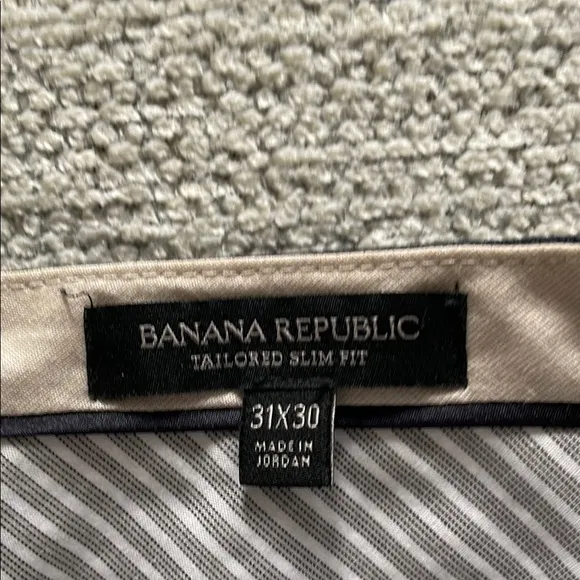 BANANA REPUBLIC
TAILORED SLIM FIT
31X30
MADE IN
JORDAN